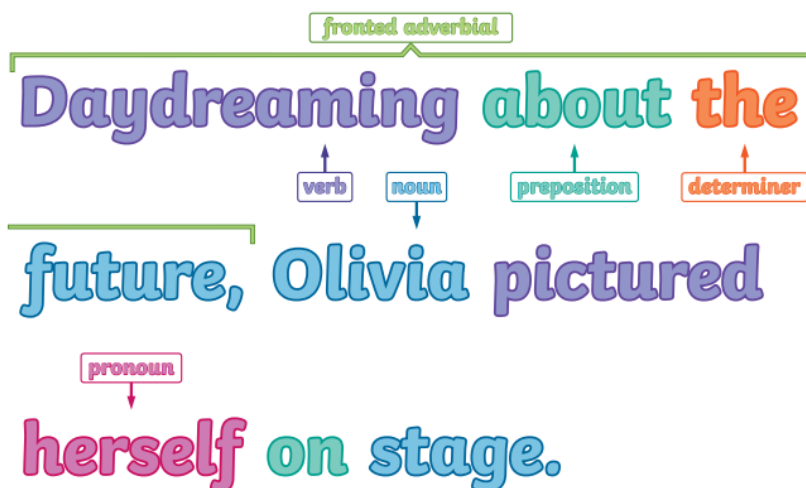 fronted adverbial
Daydreaming about the
verb noun preposition determiner
future, Olivia pictured
pronoun
herself on stage.